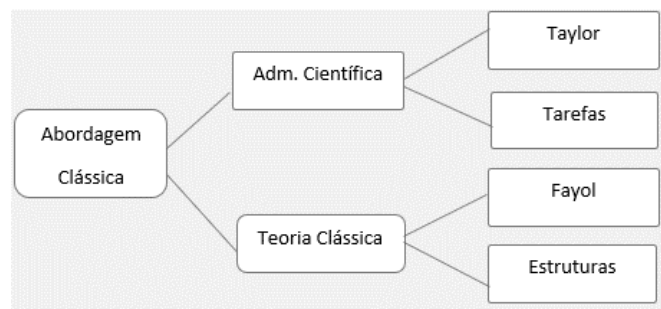 Abordagem
Clássica
Adm. Científica
Teoria Clássica
Taylor
Tarefas
Fayol
Estruturas